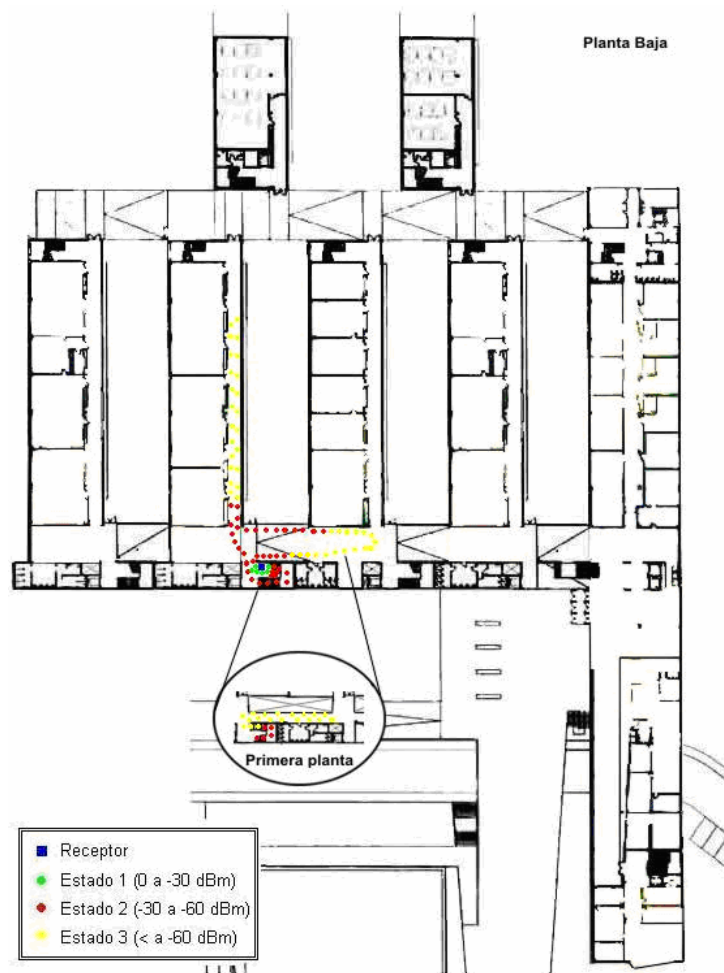 Planta Baja
Primera planta
Receptor
Estado 1 (0 a -30 dBm)
Estado 2 (-30 a -60 dBm)
Estado 3 (< a -60 dBm)